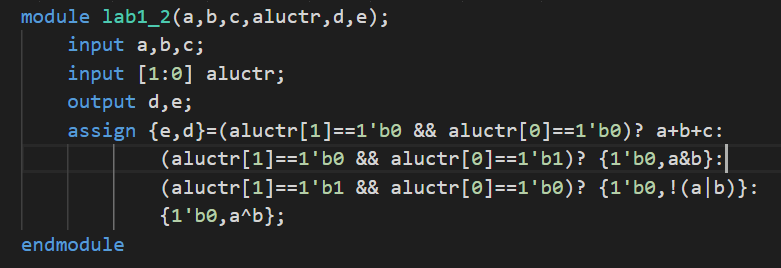 module lab1_2(a,b,c,aluctr,d,e);
    input a,b,c;
    input [1:0] aluctr;
    output d,e;
    assign {e,d}=(aluctr[1]==1'b0 && aluctr[0]==1'b0)? a+b+c:
            (aluctr[1]==1'b0 && aluctr[0]==1'b1)? {1'b0,a&b}:
            (aluctr[1]==1'b1 && aluctr[0]==1'b0)? {1'b0,!(a|b)}:
            {1'b0,a^b};
endmodule